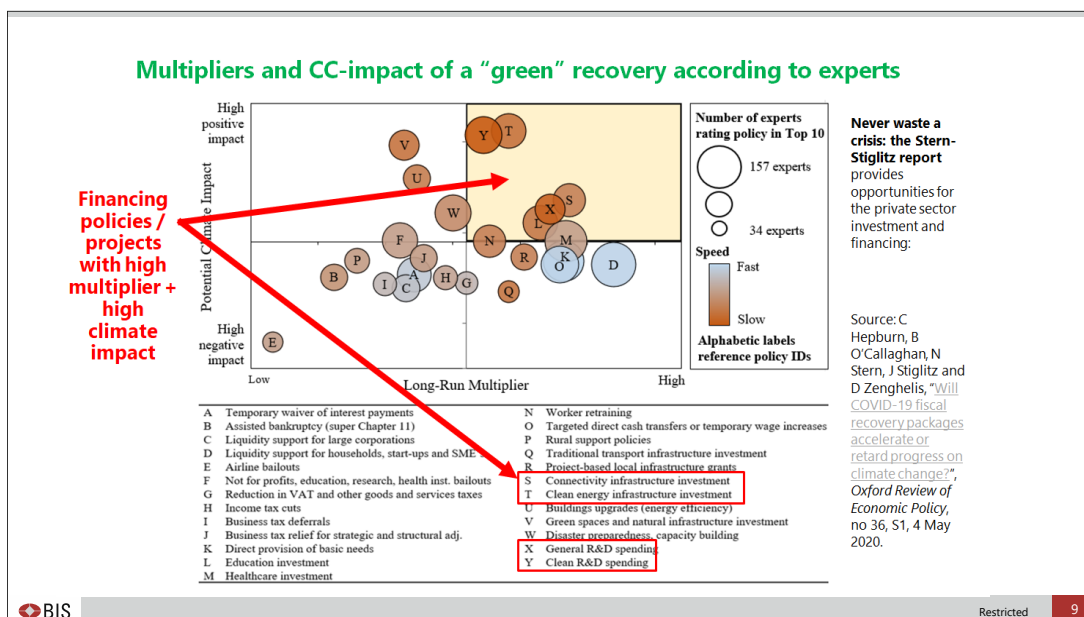 Multipliers and CC-impact of a “green” recovery according to experts
Financing
policies /
projects
with high
multiplier +
high
climate
impact
High
positive
impact
Potential Climate Impact
High
negative
impact
Low
Long-Run Multiplier
High
Y
T
V
U
W
S
X
L
N
M
F
P
J
B
A
I
C
H
G
R
O
K
D
Q
E
Number of experts
rating policy in Top 10
157 experts
34 experts
Speed
Fast
Slow
Alphabetic labels
reference policy IDs
A Temporary waiver of interest payments
B Assisted bankruptcy (super Chapter 11)
C Liquidity support for large corporations
D Liquidity support for households, start-ups and SME
E Airline bailouts
F Not for profits, education, research, health inst. bailouts
G Reduction in VAT and other goods and services taxes
H Income tax cuts
I Business tax deferrals
J Business tax relief for strategic and structural adj.
K Direct provision of basic needs
L Education investment
M Healthcare investment
N Worker retraining
O Targeted direct cash transfers or temporary wage increases
P Rural support policies
Q Traditional transport infrastructure investment
R Project-based local infrastructure grants
S Connectivity infrastructure investment
T Clean energy infrastructure investment
U Buildings upgrades (energy efficiency)
V Green spaces and natural infrastructure investment
W Disaster preparedness, capacity building
X General R&D spending
Y Clean R&D spending
Never waste a
crisis: the Stern-
Stiglitz report
provides
opportunities for
the private sector
investment and
financing:
Source: C
Hepburn, B
O’Callaghan, N
Stern, J Stiglitz and
D Zenghelis, “Will
COVID-19 fiscal
recovery packages
accelerate or
retard progress on
climate change?”,
Oxford Review of
Economic Policy,
no 36, S1, 4 May
2020.
BIS
Restricted
9